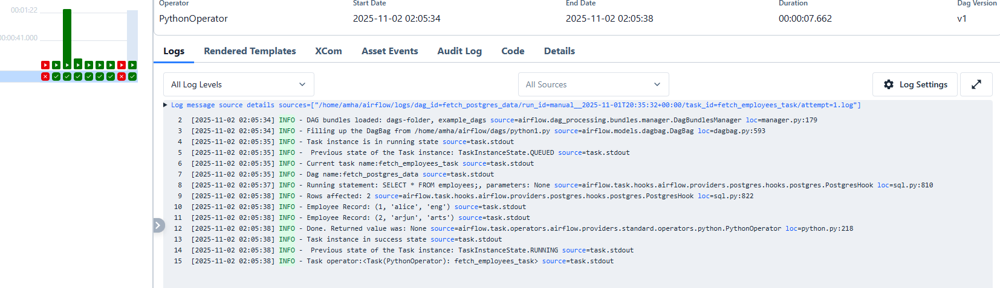 00:01:22
00:00:41.000
Operator Start Date End Date Duration Dag Version
PythonOperator 2025-11-02 02:05:34 2025-11-02 02:05:38 00:00:07.662 v1
Logs Rendered Templates XCom Asset Events Audit Log Code Details
All Log Levels All Sources Log Settings
Log message source details sources=["/home/amha/airflow/logs/dag_id=fetch_postgres_data/run_id=manual__2025-11-01T20:35:32+00:00/task_id=fetch_employees_task/attempt=1.log"]
2 [2025-11-02 02:05:34] INFO - DAG bundles loaded: dags-folder, example_dags source=airflow.dag_processing.bundles.manager.DagBundlesManager loc=manager.py:179
3 [2025-11-02 02:05:34] INFO - Filling up the DagBag from /home/amha/airflow/dags/python1.py source=airflow.models.dagbag.DagBag loc=dagbag.py:593
4 [2025-11-02 02:05:35] INFO - Task instance is in running state source=task.stdout
5 [2025-11-02 02:05:35] INFO -  Previous state of the Task instance: TaskInstanceState.QUEUED source=task.stdout
6 [2025-11-02 02:05:35] INFO - Current task name:fetch_employees_task source=task.stdout
7 [2025-11-02 02:05:35] INFO - Dag name:fetch_postgres_data source=task.stdout
8 [2025-11-02 02:05:37] INFO - Running statement: SELECT * FROM employees;, parameters: None source=airflow.task.hooks.airflow.providers.postgres.hooks.postgres.PostgresHook loc=sql.py:810
9 [2025-11-02 02:05:38] INFO - Rows affected: 2 source=airflow.task.hooks.airflow.providers.postgres.hooks.postgres.PostgresHook loc=sql.py:822
10 [2025-11-02 02:05:38] INFO - Employee Record: (1, 'alice', 'eng') source=task.stdout
11 [2025-11-02 02:05:38] INFO - Employee Record: (2, 'arjun', 'arts') source=task.stdout
12 [2025-11-02 02:05:38] INFO - Done. Returned value was: None source=airflow.task.operators.airflow.providers.standard.operators.python.PythonOperator loc=python.py:218
13 [2025-11-02 02:05:38] INFO - Task instance in success state source=task.stdout
14 [2025-11-02 02:05:38] INFO -  Previous state of the Task instance: TaskInstanceState.RUNNING source=task.stdout
15 [2025-11-02 02:05:38] INFO - Task operator:<Task(PythonOperator): fetch_employees_task> source=task.stdout